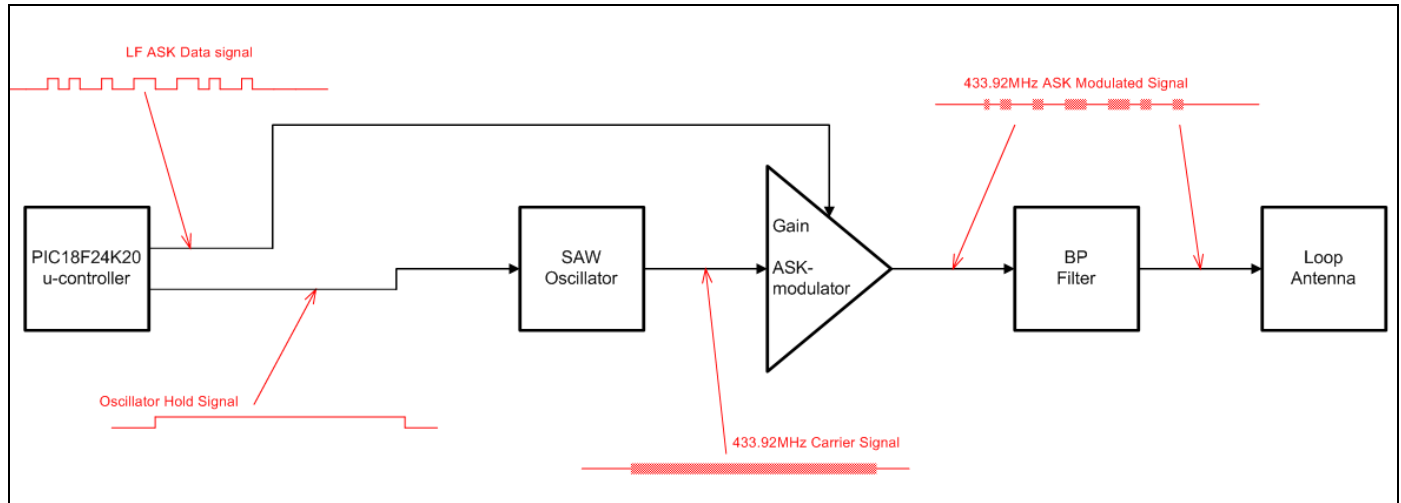 LF ASK Data signal
433.92MHz ASK Modulated Signal
PIC18F24K20
u-controller
SAW
Oscillator
Gain
ASK-
modulator
BP
Filter
Loop
Antenna
Oscillator Hold Signal
433.92MHz Carrier Signal